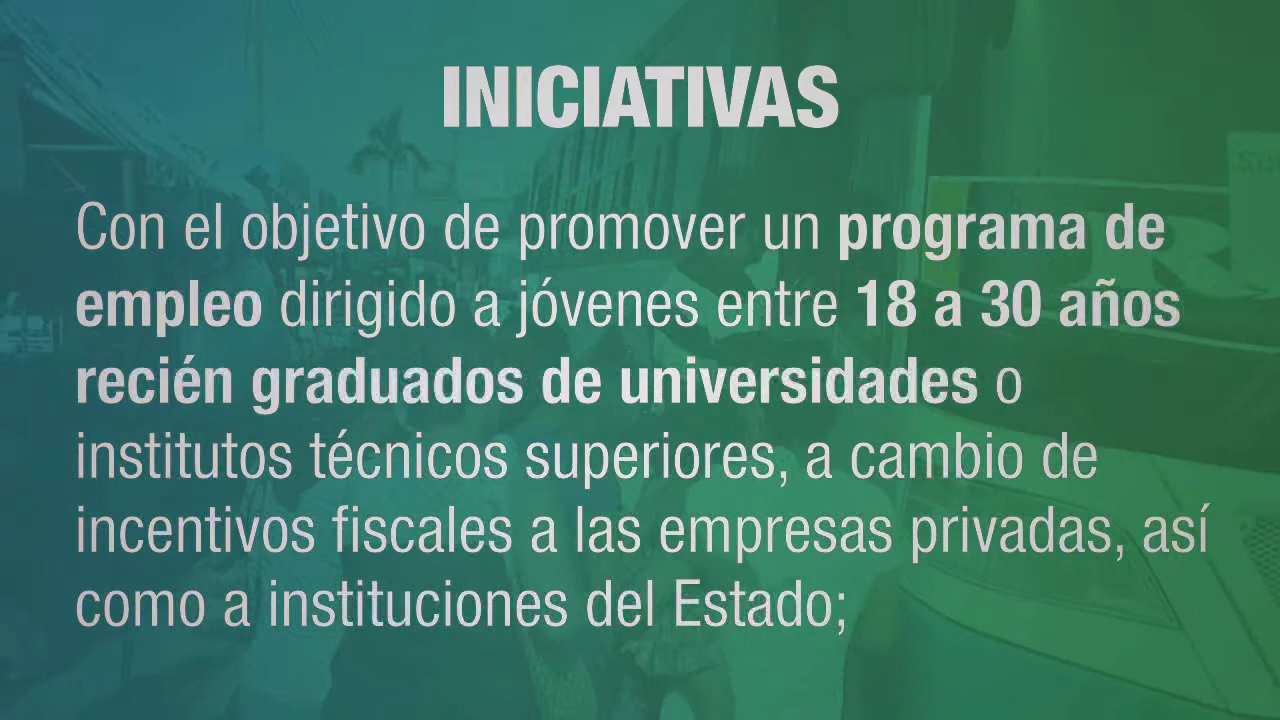 INICIATIVAS
Con el objetivo de promover un programa de
empleo dirigido a jóvenes entre 18 a 30 años
recién graduados de universidades o
institutos técnicos superiores, a cambio de
incentivos fiscales a las empresas privadas, así
como a instituciones del Estado;